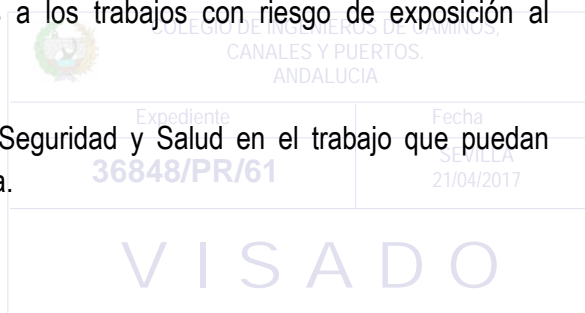 s a los trabajos con riesgo de exposición al
COLEGIO DE INGENIEROS DE CAMINOS,
CANALES Y PUERTOS.
ANDALUCIA
Expediente Fecha
Seguridad y Salud en el trabajo que puedan
SEVILLA
36848/PR/61 21/04/2017
a.
VISADO